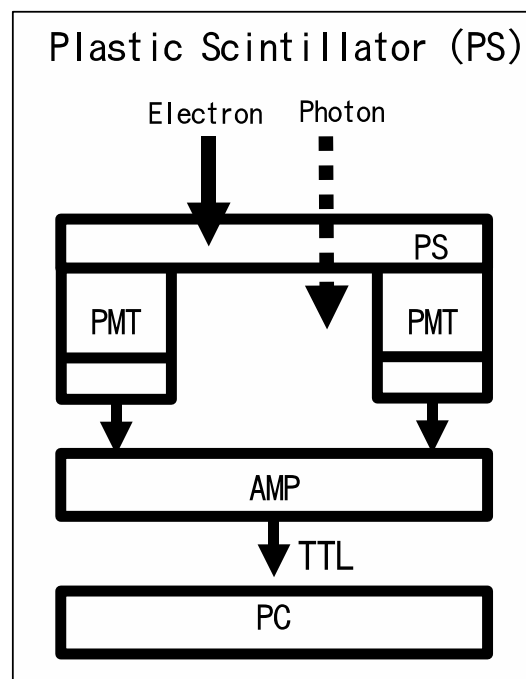 Plastic Scintillator (PS)
Electron Photon
PS
PMT PMT
AMP
TTL
PC